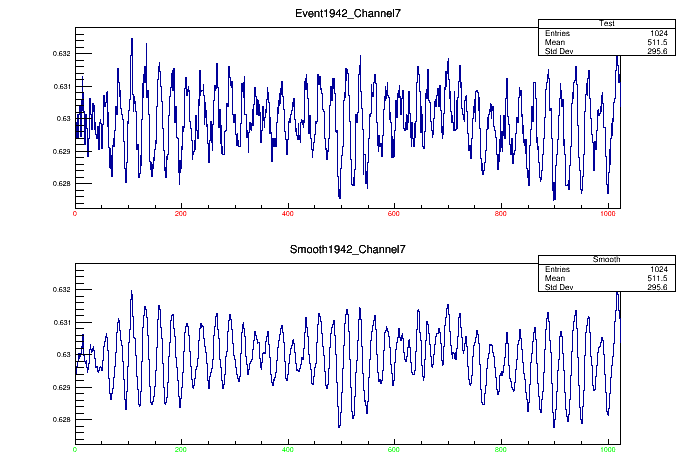 Event1942_Channel7
Test
Entries 1024
Mean 511.5
Std Dev 295.6
0.632
0.631
0.63
0.629
0.628
0 200 400 600 800 1000
Smooth1942_Channel7
Smooth
Entries 1024
Mean 511.5
Std Dev 295.6
0.632
0.631
0.63
0.629
0.628
0 200 400 600 800 1000